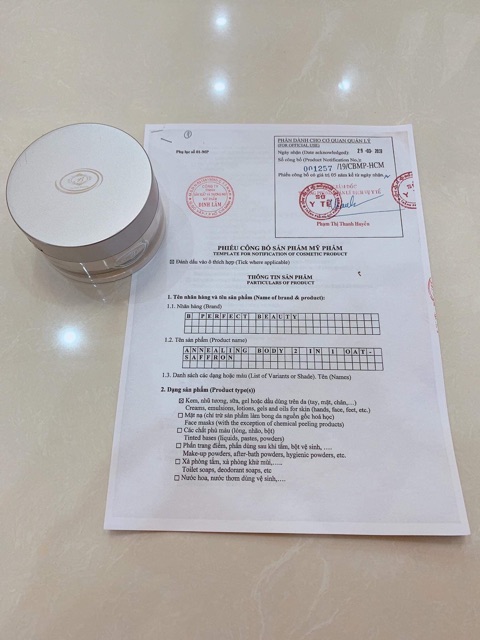 Phụ lục số 01-MP
PHẦN DÀNH CHO CƠ QUAN QUẢN LÝ
(FOR OFFICIAL USE)
Ngày nhận (Date acknowledged):
Số công bố (Product Notification No.):
001257 /19/CBMP-HCM
Phiếu công bố có giá trị 05 năm kể từ ngày nhận
SỞ
Y TẾ
Phạm Thị Thanh Huyền
ĐỊNH LÂM
PHIẾU CÔNG BỐ SẢN PHẨM MỸ PHẨM
TEMPLATE FOR NOTIFICATION OF COSMETIC PRODUCT
☒ Đánh dấu vào ô thích hợp (Tick where applicable)
THÔNG TIN SẢN PHẨM
PARTICULARS OF PRODUCT
1. Tên nhãn hàng và tên sản phẩm (Name of brand & product):
1.1. Nhãn hàng (Brand)
B PERFECT BEAUTY
1.2. Tên sản phẩm (Product name)
ANNEALING BODY 2 IN 1 OAT-
SAFFRON
1.3. Danh sách các dạng hoặc màu (List of Variants or Shade). Tên (Names)
2. Dạng sản phẩm (Product type(s))
☒ Kem, nhũ tương, sữa, gel hoặc dầu dùng trên da (tay, mặt, chân,...)
Creams, emulsions, lotions, gels and oils for skin (hands, face, feet, etc.)
☐ Mặt nạ (chỉ trừ sản phẩm làm bong da nguồn gốc hoá học)
Face masks (with the exception of chemical peeling products)
☐ Các chất phủ màu (lỏng, nhão, bột)
Tinted bases (liquids, pastes, powders)
☐ Phấn trang điểm, phấn dùng sau khi tắm, bột vệ sinh, ....
Make-up powders, after-bath powders, hygienic powders, etc.
☐ Xà phòng tắm, xà phòng khử mùi,.....
Toilet soaps, deodorant soaps, etc
☐ Nước hoa, nước thơm dùng vệ sinh,....